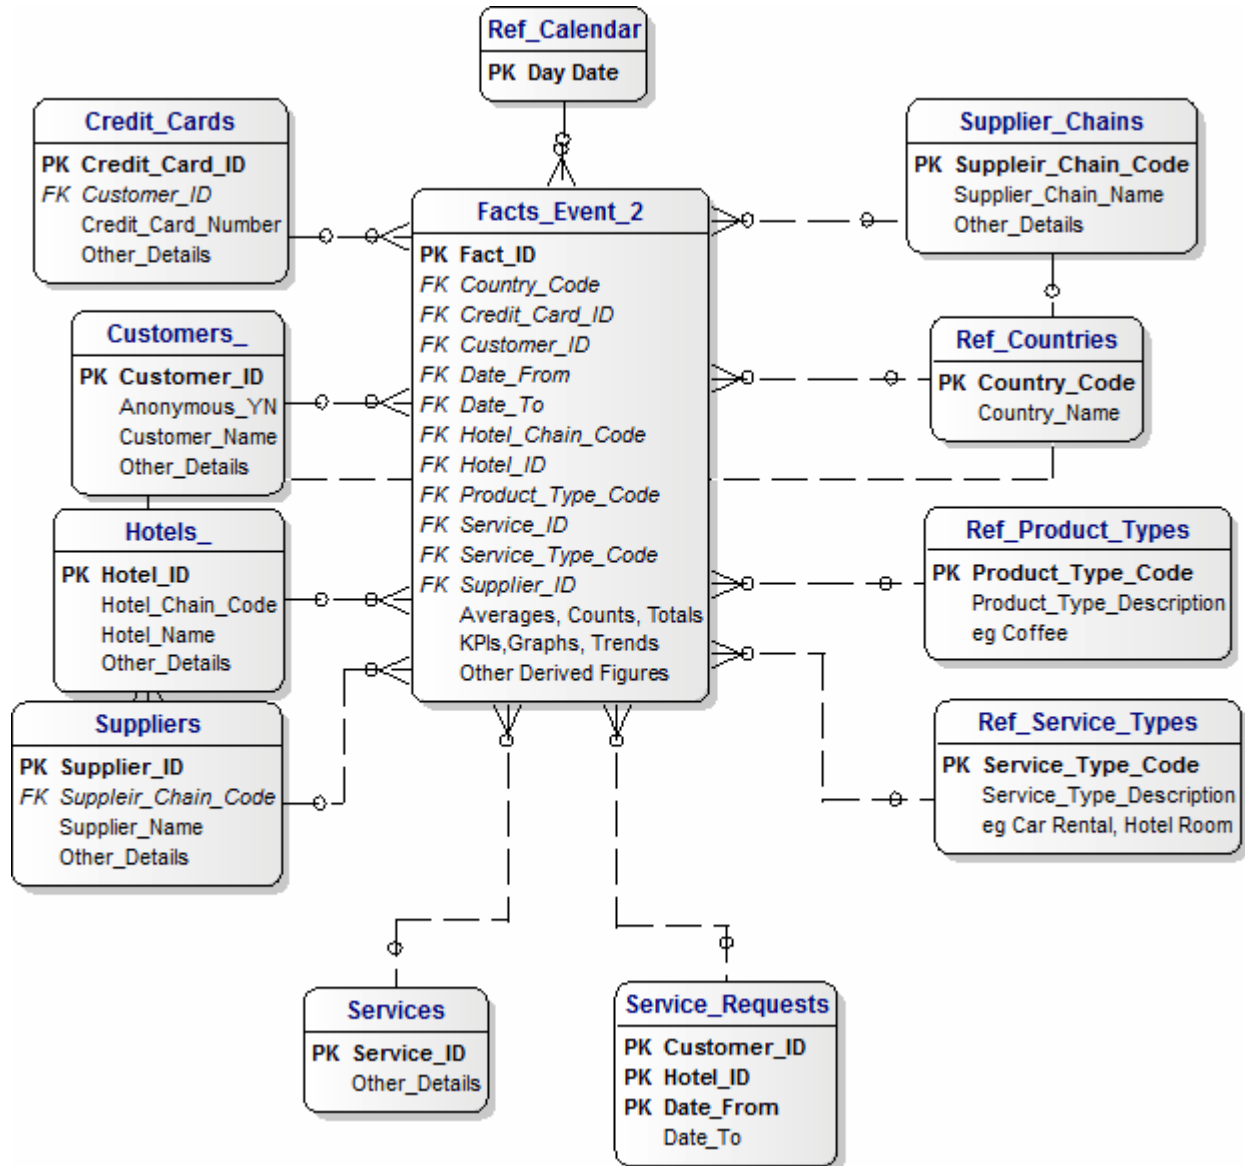 Ref_Calendar
PK Day Date
Credit_Cards
PK Credit_Card_ID
FK Customer_ID
Credit_Card_Number
Other_Details
Supplier_Chains
PK Suppleir_Chain_Code
Supplier_Chain_Name
Other_Details
Facts_Event_2
PK Fact_ID
FK Country_Code
FK Credit_Card_ID
FK Customer_ID
FK Date_From
FK Date_To
FK Hotel_Chain_Code
FK Hotel_ID
FK Product_Type_Code
FK Service_ID
FK Service_Type_Code
FK Supplier_ID
Averages, Counts, Totals
KPIs,Graphs, Trends
Other Derived Figures
Customers_
PK Customer_ID
Anonymous_YN
Customer_Name
Other_Details
Ref_Countries
PK Country_Code
Country_Name
Hotels_
PK Hotel_ID
Hotel_Chain_Code
Hotel_Name
Other_Details
Ref_Product_Types
PK Product_Type_Code
Product_Type_Description
eg Coffee
Suppliers
PK Supplier_ID
FK Suppleir_Chain_Code
Supplier_Name
Other_Details
Ref_Service_Types
PK Service_Type_Code
Service_Type_Description
eg Car Rental, Hotel Room
Services
PK Service_ID
Other_Details
Service_Requests
PK Customer_ID
PK Hotel_ID
PK Date_From
Date_To